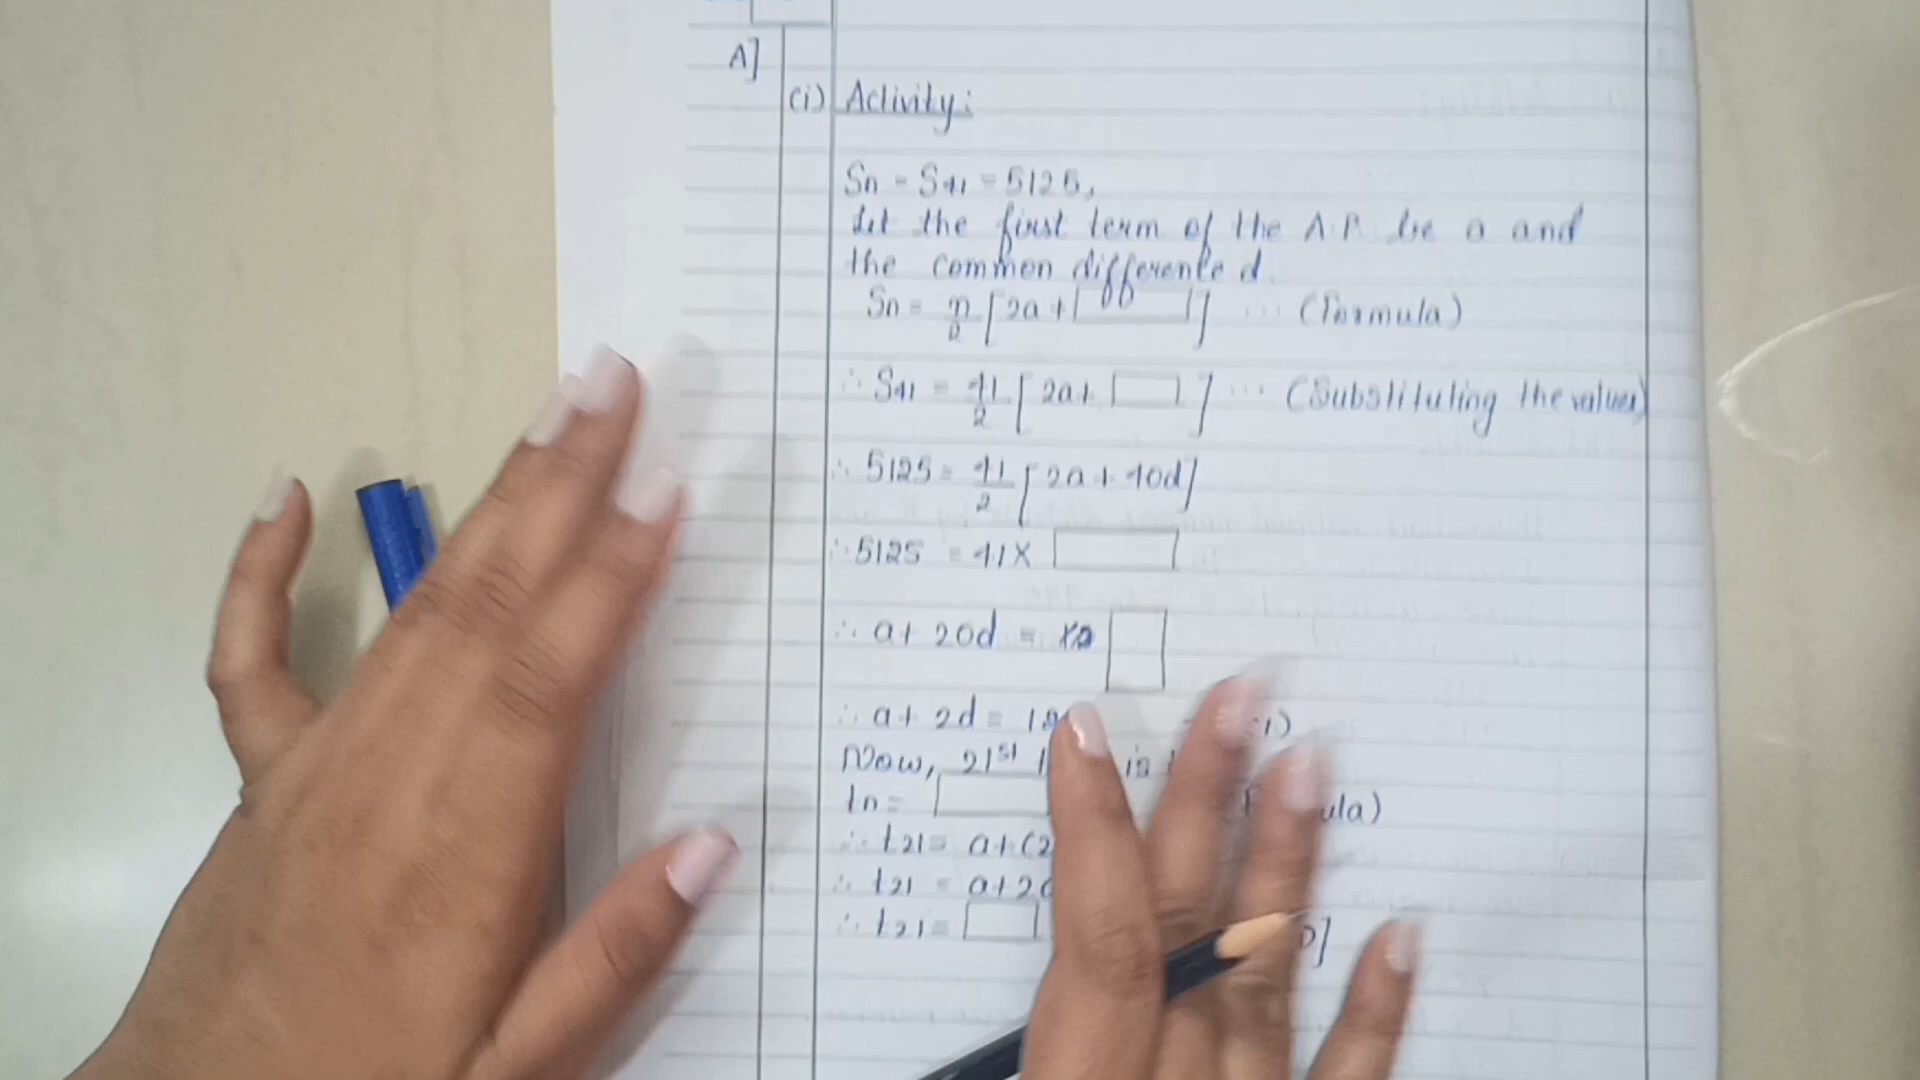 A]
(i) Activity:
Sn = S41 = 5125,
Let the first term of the A.P. be a and
the common difference d.
Sn = n/2 [2a + ] ... (Formula)
∴ S41 = 41/2 [2a + ] ... (Substituting the values)
∴ 5125 = 41/2 [2a + 40d]
∴ 5125 = 41 ×
∴ a + 20d =
∴ a + 2d =
Now, 21st is
tn =
∴ t21 = a + (2
∴ t21 = a + 2
∴ t21 =